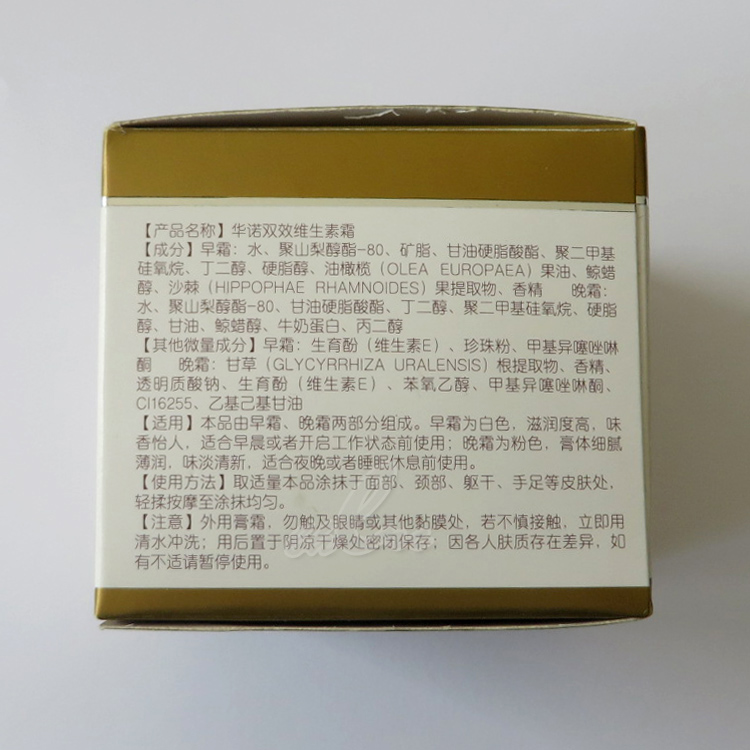 【产品名称】华诺双效维生素霜
【成分】早霜：水、聚山梨醇酯-80、矿脂、甘油硬脂酸酯、聚二甲基
硅氧烷、丁二醇、硬脂醇、油橄榄（OLEA EUROPAEA）果油、鲸蜡
醇、沙棘（HIPPOPHAE RHAMNOIDES）果提取物、香精 晚霜：
水、聚山梨醇酯-80、甘油硬脂酸酯、丁二醇、聚二甲基硅氧烷、硬脂
醇、甘油、鲸蜡醇、牛奶蛋白、丙二醇
【其他微量成分】早霜：生育酚（维生素E）、珍珠粉、甲基异噻唑啉
酮 晚霜：甘草（GLYCYRRHIZA URALENSIS）根提取物、香精、
透明质酸钠、生育酚（维生素E）、苯氧乙醇、甲基异噻唑啉酮、
CI16255、乙基己基甘油
【适用】本品由早霜、晚霜两部分组成。早霜为白色，滋润度高，味
香怡人，适合早晨或者开启工作状态前使用；晚霜为粉色，膏体细腻
薄润，味淡清新，适合夜晚或者睡眠休息前使用。
【使用方法】取适量本品涂抹于面部、颈部、躯干、手足等皮肤处，
轻揉按摩至涂抹均匀。
【注意】外用膏霜，勿触及眼睛或其他黏膜处，若不慎接触，立即用
清水冲洗；用后置于阴凉干燥处密闭保存；因各人肤质存在差异，如
有不适请暂停使用。